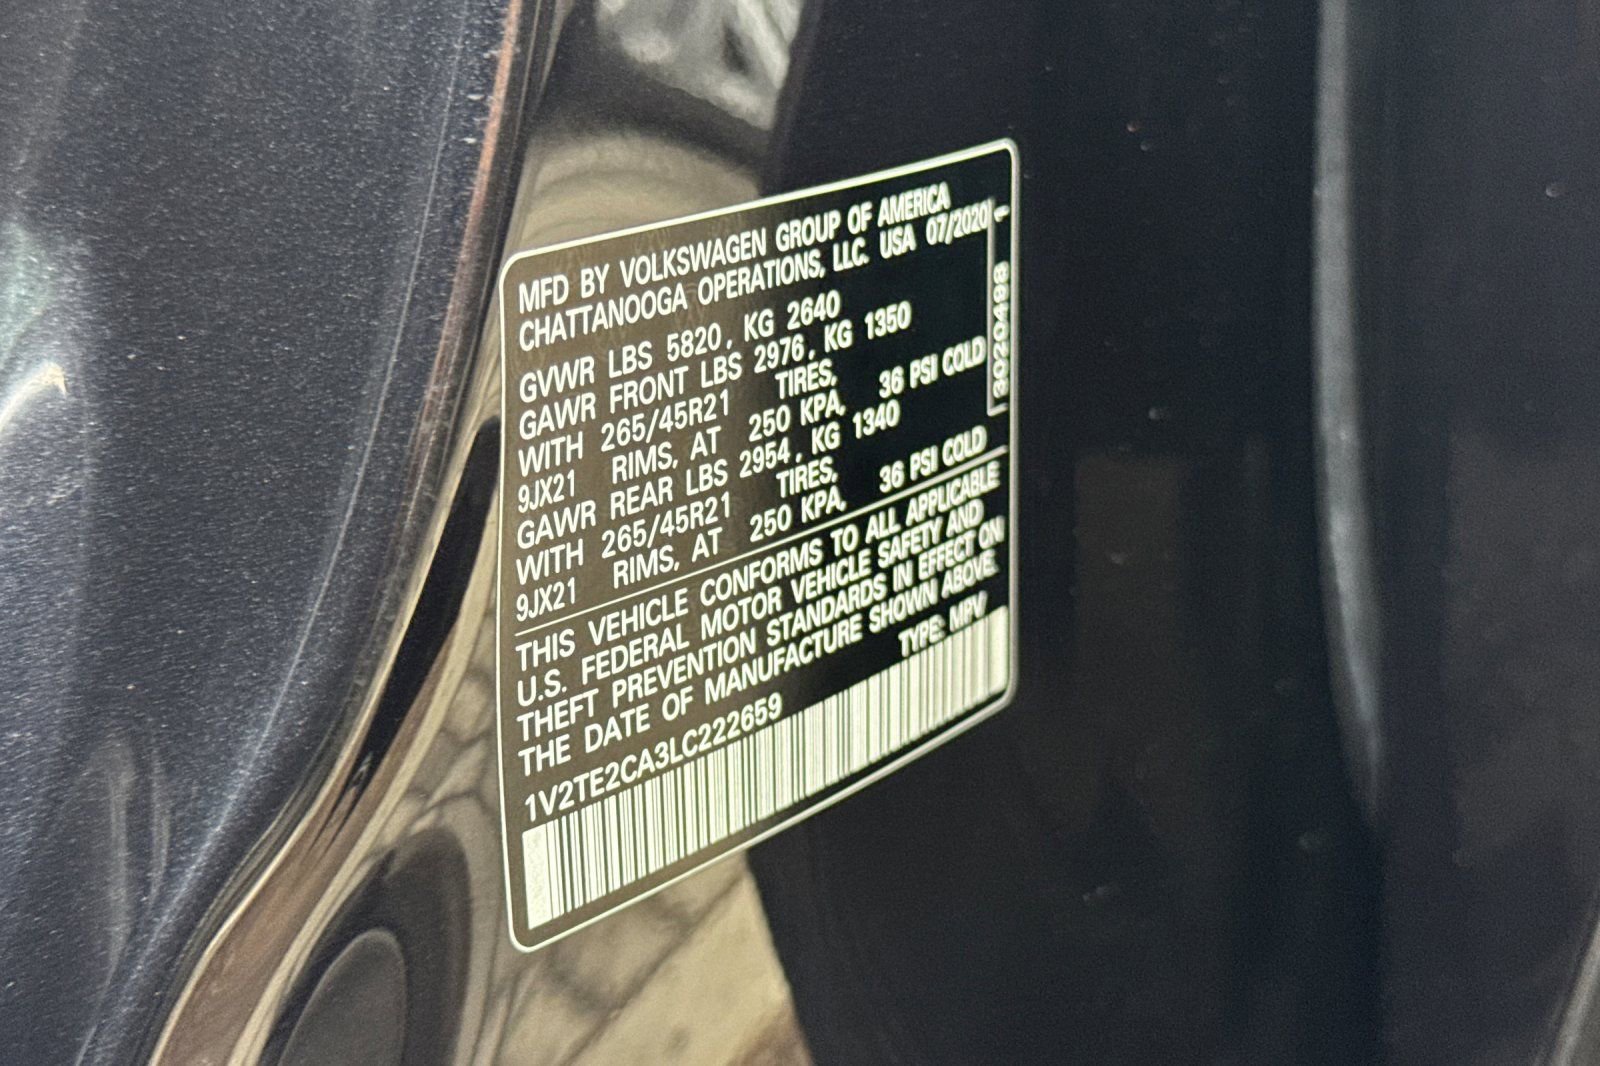 MFD BY VOLKSWAGEN GROUP OF AMERICA
CHATTANOOGA OPERATIONS, LLC. USA 07/2020
GVWR LBS 5820, KG 2640
GAWR FRONT LBS 2976, KG 1350
WITH 265/45R21 TIRES,
9JX21 RIMS, AT 250 KPA, 36 PSI COLD
GAWR REAR LBS 2954, KG 1340
WITH 265/45R21 TIRES,
9JX21 RIMS, AT 250 KPA, 36 PSI COLD
THIS VEHICLE CONFORMS TO ALL APPLICABLE
U.S. FEDERAL MOTOR VEHICLE SAFETY AND
THEFT PREVENTION STANDARDS IN EFFECT ON
THE DATE OF MANUFACTURE SHOWN ABOVE.
1V2TE2CA3LC222659 TYPE: MPV/
3020498 1